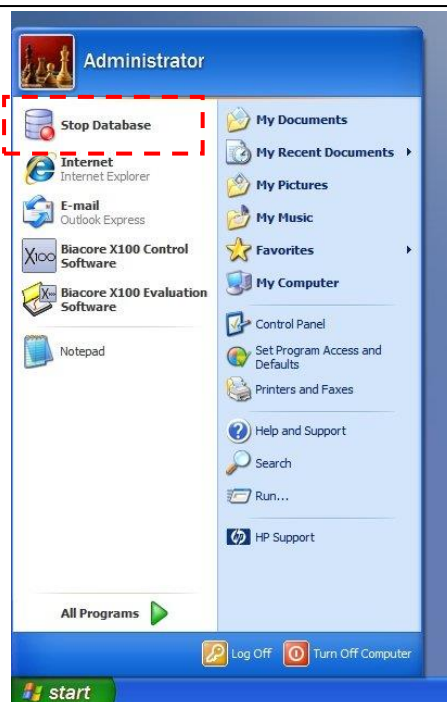 Administrator
Stop Database
Internet
Internet Explorer
E-mail
Outlook Express
X100
Biacore X100 Control
Software
Biacore X100 Evaluation
Software
Notepad
All Programs
My Documents
My Recent Documents
My Pictures
My Music
Favorites
My Computer
Control Panel
Set Program Access and
Defaults
Printers and Faxes
Help and Support
Search
Run...
HP Support
Log Off
Turn Off Computer
start